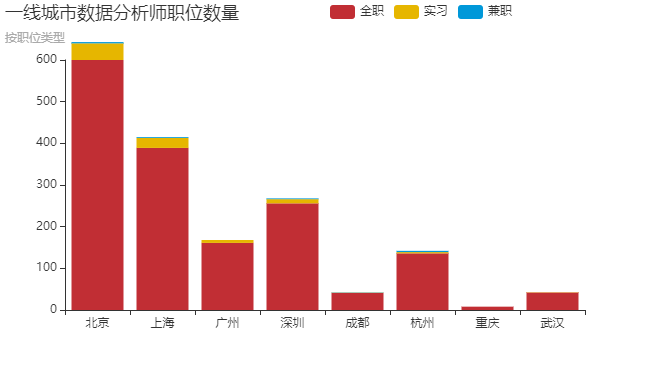 一线城市数据分析师职位数量
全职 实习 兼职
按职位类型
600
500
400
300
200
100
0
北京 上海 广州 深圳 成都 杭州 重庆 武汉